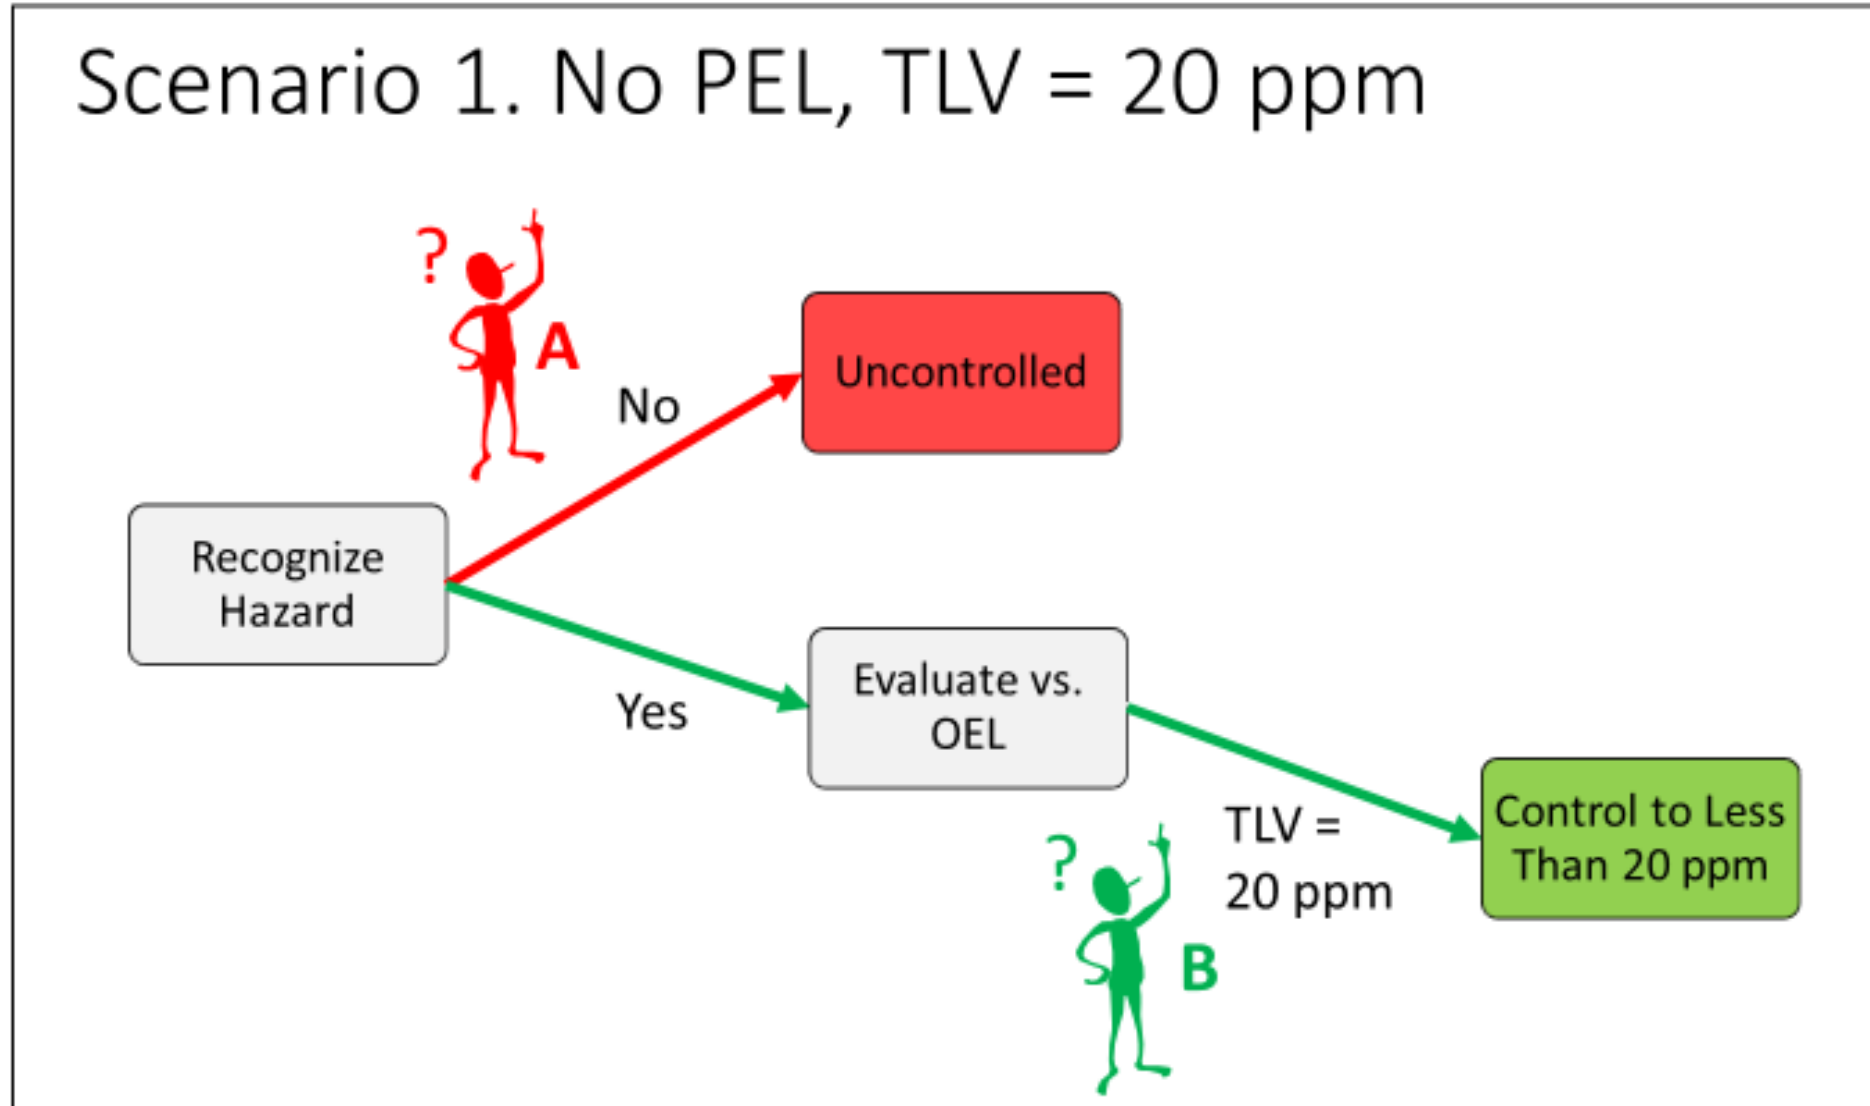 Scenario 1. No PEL, TLV = 20 ppm
?
A
No
Uncontrolled
Recognize
Hazard
Yes
Evaluate vs.
OEL
?
B
TLV =
20 ppm
Control to Less
Than 20 ppm